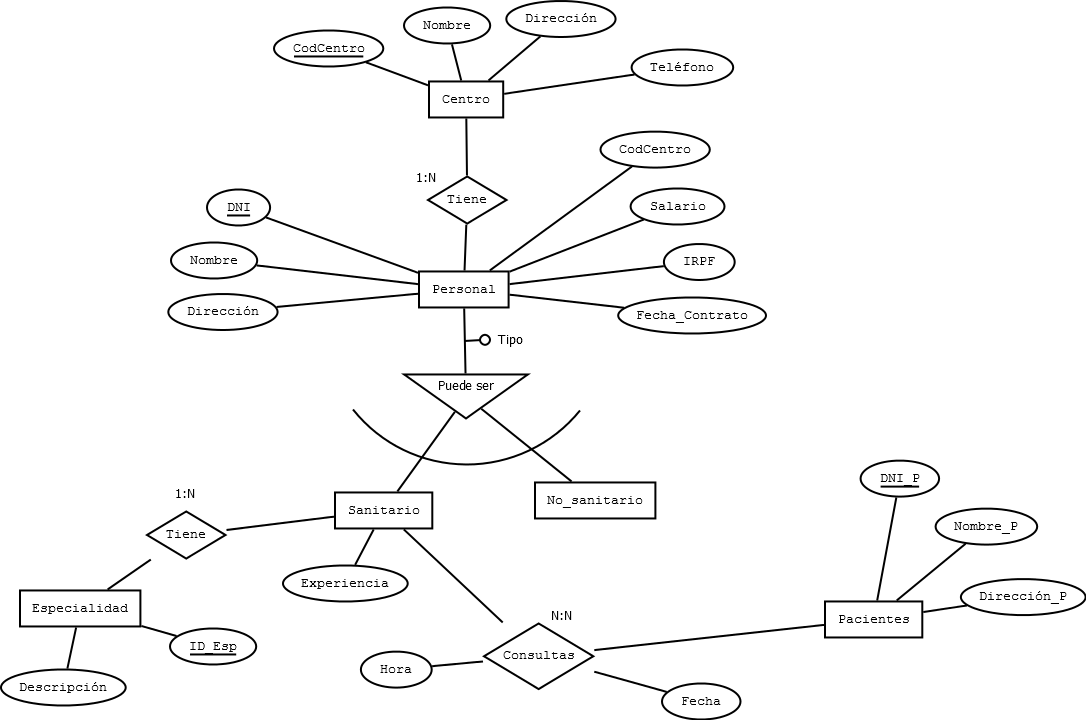 Nombre
Dirección
CodCentro
Teléfono
Centro
CodCentro
1:N
Tiene
DNI
Salario
Nombre
IRPF
Personal
Dirección
Fecha_Contrato
Tipo
Puede ser
DNI_P
1:N
No_sanitario
Sanitario
Nombre_P
Tiene
Experiencia
Dirección_P
Especialidad
N:N
Pacientes
ID_Esp
Consultas
Hora
Descripción
Fecha